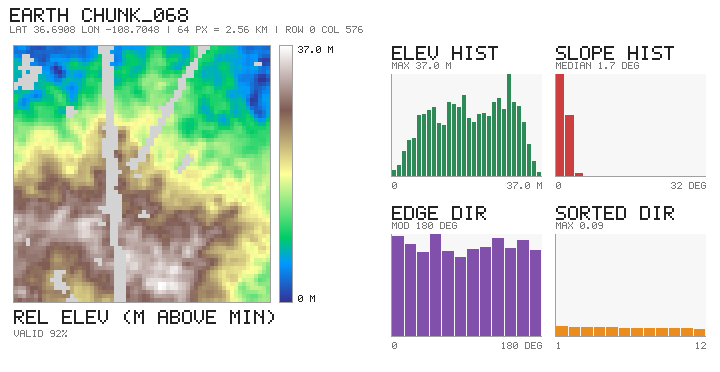 EARTH CHUNK_068
LAT 36.6908 LON -108.7048 | 64 PX = 2.56 KM | ROW 0 COL 576
37.0 M
0 M
REL ELEV (M ABOVE MIN)
VALID 92%
ELEV HIST
MAX 37.0 M
0 37.0 M
SLOPE HIST
MEDIAN 1.7 DEG
0 32 DEG
EDGE DIR
MOD 180 DEG
0 180 DEG
SORTED DIR
MAX 0.09
1 12